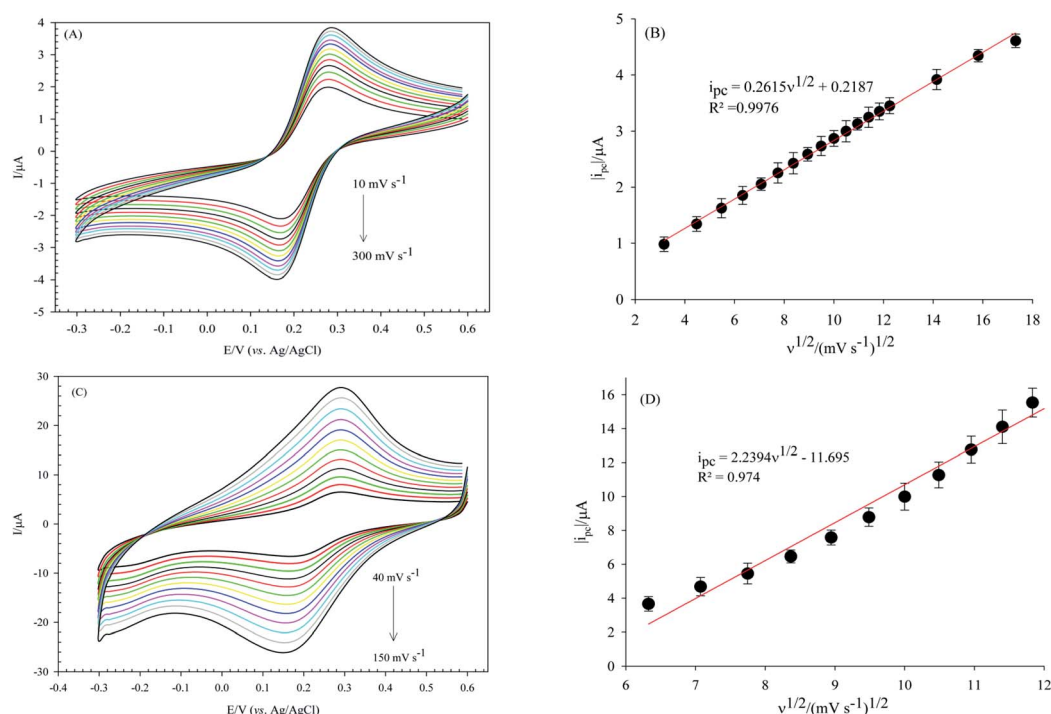 (A)
I/μA
4
3
2
1
0
-1
-2
-3
-4
-5
10 mV s⁻¹
300 mV s⁻¹
-0.3 -0.2 -0.1 0.0 0.1 0.2 0.3 0.4 0.5 0.6
E/V (vs. Ag/AgCl)
(B)
|ipc|/μA
5
4
3
2
1
0
ipc = 0.2615ν^1/2 + 0.2187
R² = 0.9976
2 4 6 8 10 12 14 16 18
ν^1/2/(mV s⁻¹)^1/2
(C)
I/μA
30
20
10
0
-10
-20
-30
40 mV s⁻¹
150 mV s⁻¹
-0.4 -0.3 -0.2 -0.1 0.0 0.1 0.2 0.3 0.4 0.5 0.6
E/V (vs. Ag/AgCl)
(D)
|ipc|/μA
16
14
12
10
8
6
4
2
0
ipc = 2.2394ν^1/2 - 11.695
R² = 0.974
6 7 8 9 10 11 12
ν^1/2/(mV s⁻¹)^1/2